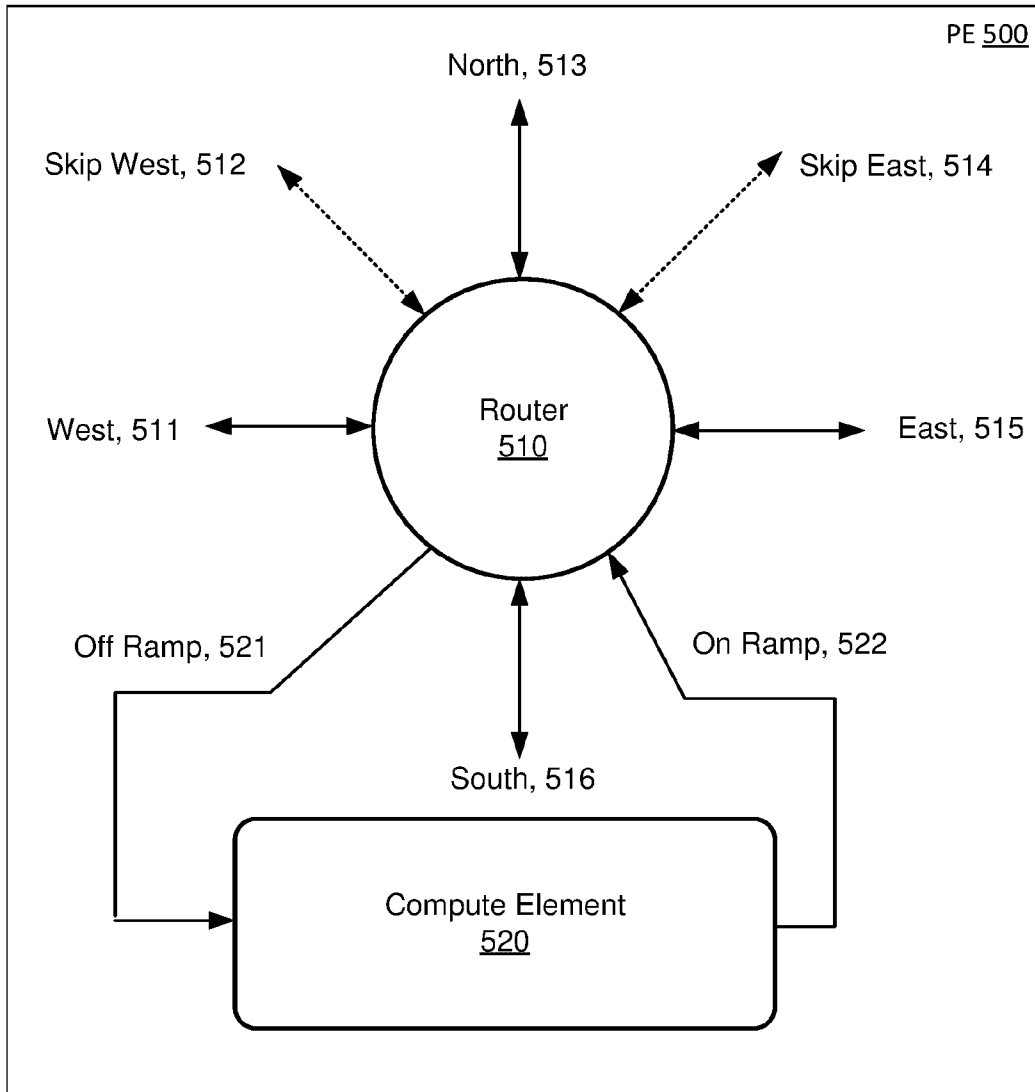 PE 500
North, 513
Skip West, 512
Skip East, 514
Router
510
West, 511
East, 515
Off Ramp, 521
On Ramp, 522
South, 516
Compute Element
520